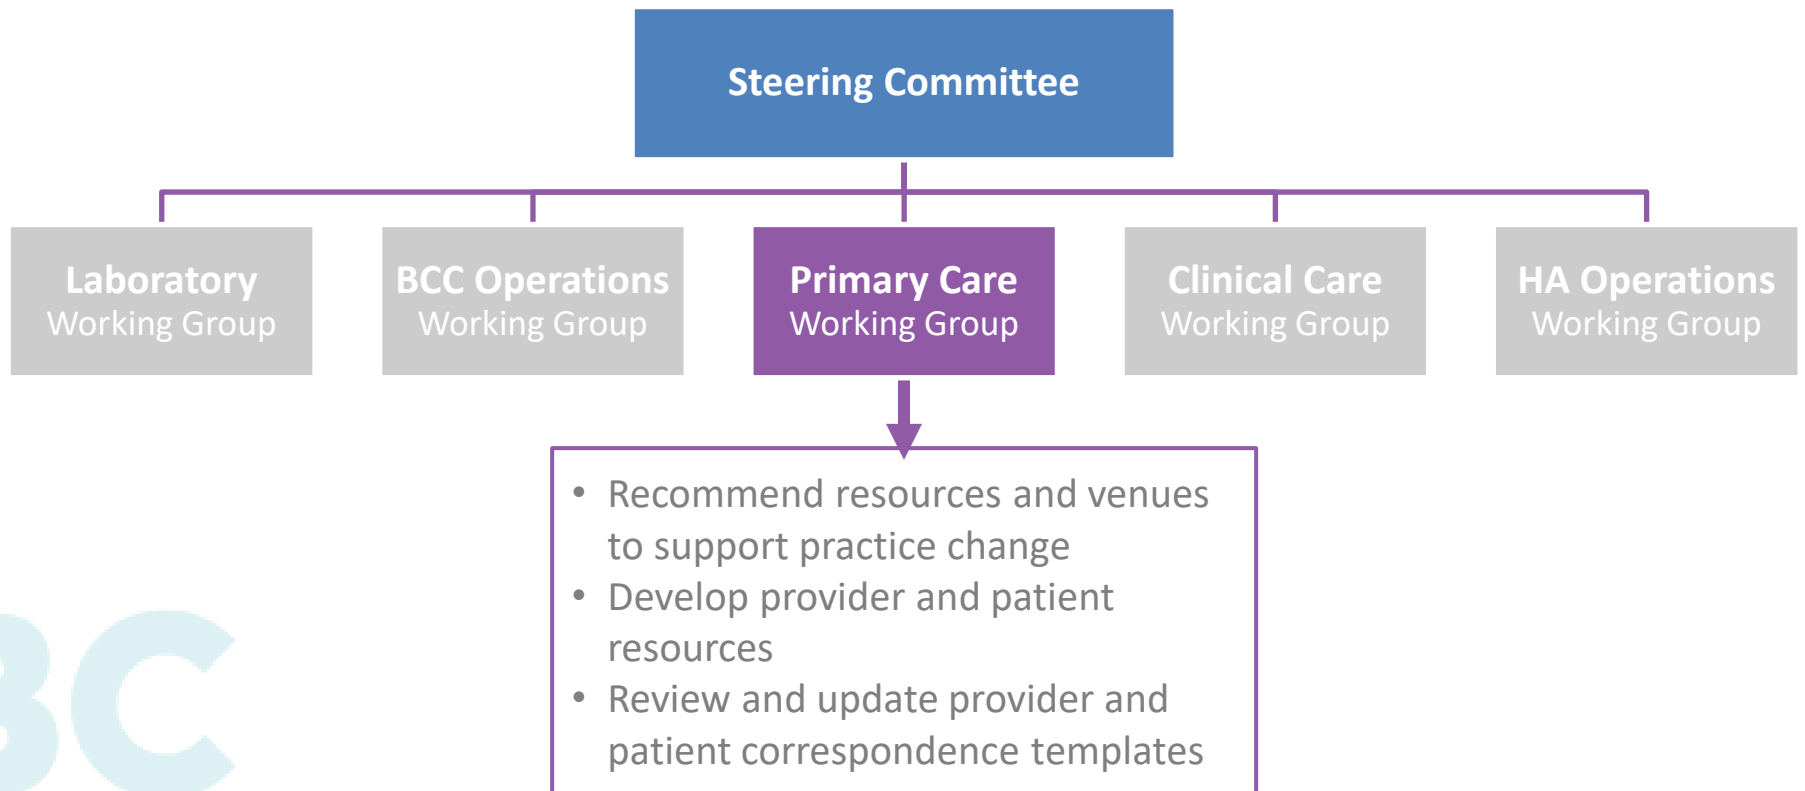 Steering Committee
Laboratory
Working Group
BCC Operations
Working Group
Primary Care
Working Group
Clinical Care
Working Group
HA Operations
Working Group
• Recommend resources and venues
to support practice change
• Develop provider and patient
resources
• Review and update provider and
patient correspondence templates
BC